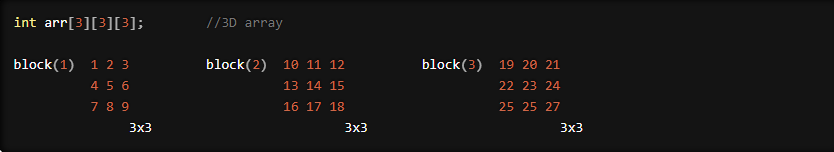 int arr[3][3][3];        //3D array
block(1)  1 2 3       block(2)  10 11 12          block(3)  19 20 21
          4 5 6                 13 14 15                    22 23 24
          7 8 9                 16 17 18                    25 25 27
               3x3                         3x3                         3x3